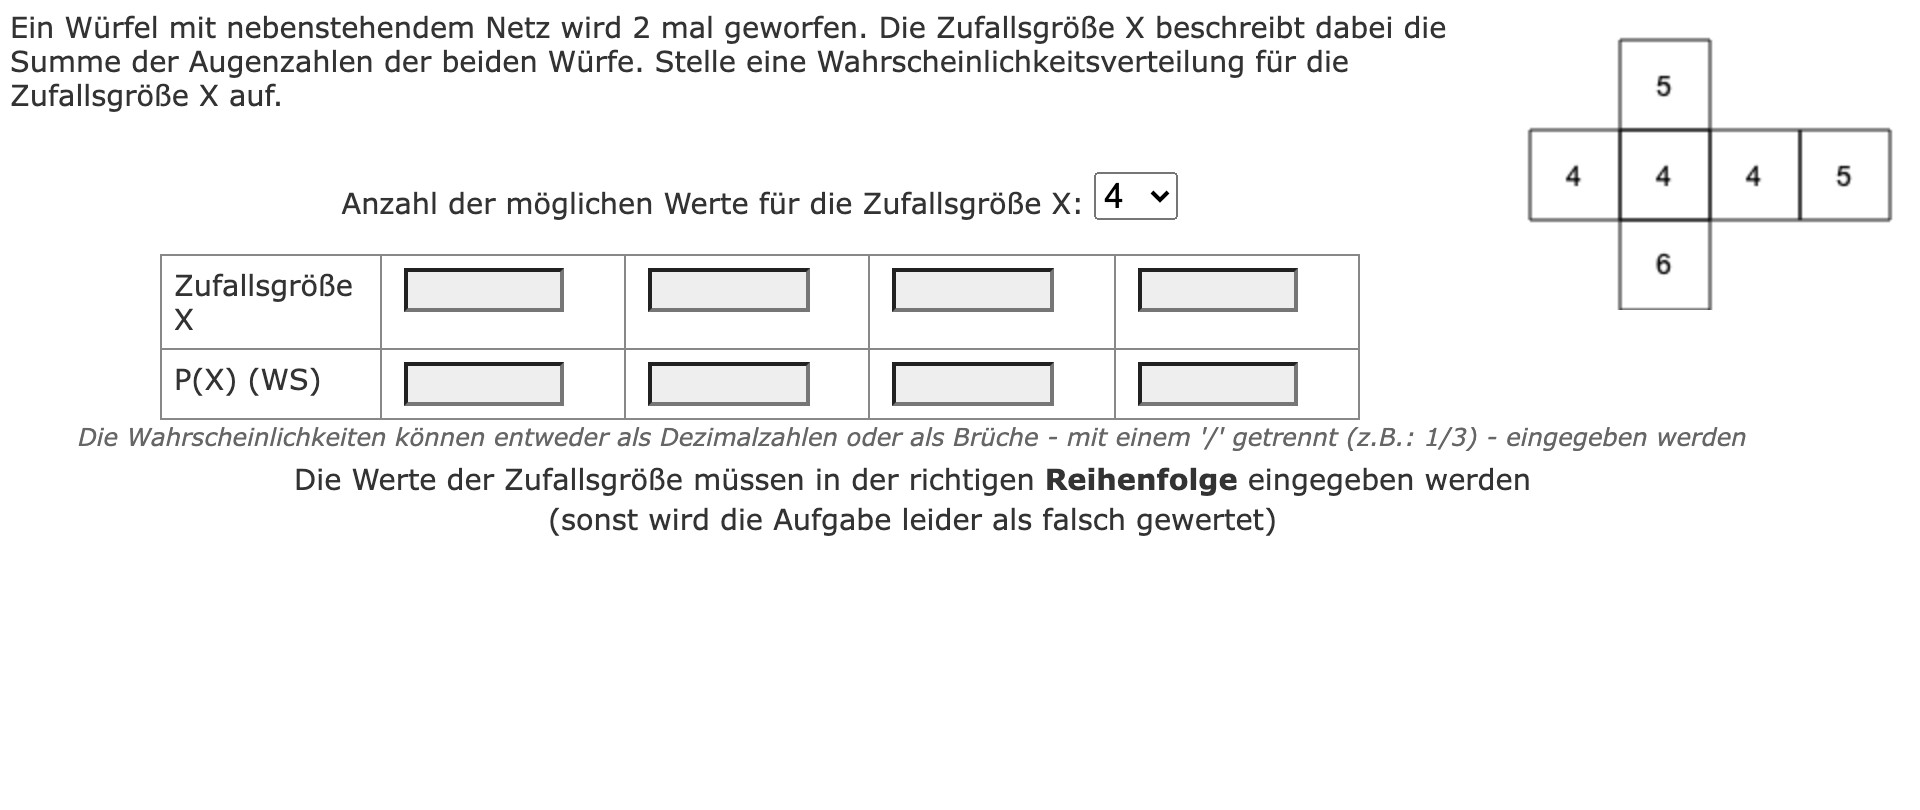 Ein Würfel mit nebenstehendem Netz wird 2 mal geworfen. Die Zufallsgröße X beschreibt dabei die
Summe der Augenzahlen der beiden Würfe. Stelle eine Wahrscheinlichkeitsverteilung für die
Zufallsgröße X auf.
5
4 4 4 5
6
Anzahl der möglichen Werte für die Zufallsgröße X: 4
Zufallsgröße
X
P(X) (WS)
Die Wahrscheinlichkeiten können entweder als Dezimalzahlen oder als Brüche - mit einem '/' getrennt (z.B.: 1/3) - eingegeben werden
Die Werte der Zufallsgröße müssen in der richtigen Reihenfolge eingegeben werden
(sonst wird die Aufgabe leider als falsch gewertet)